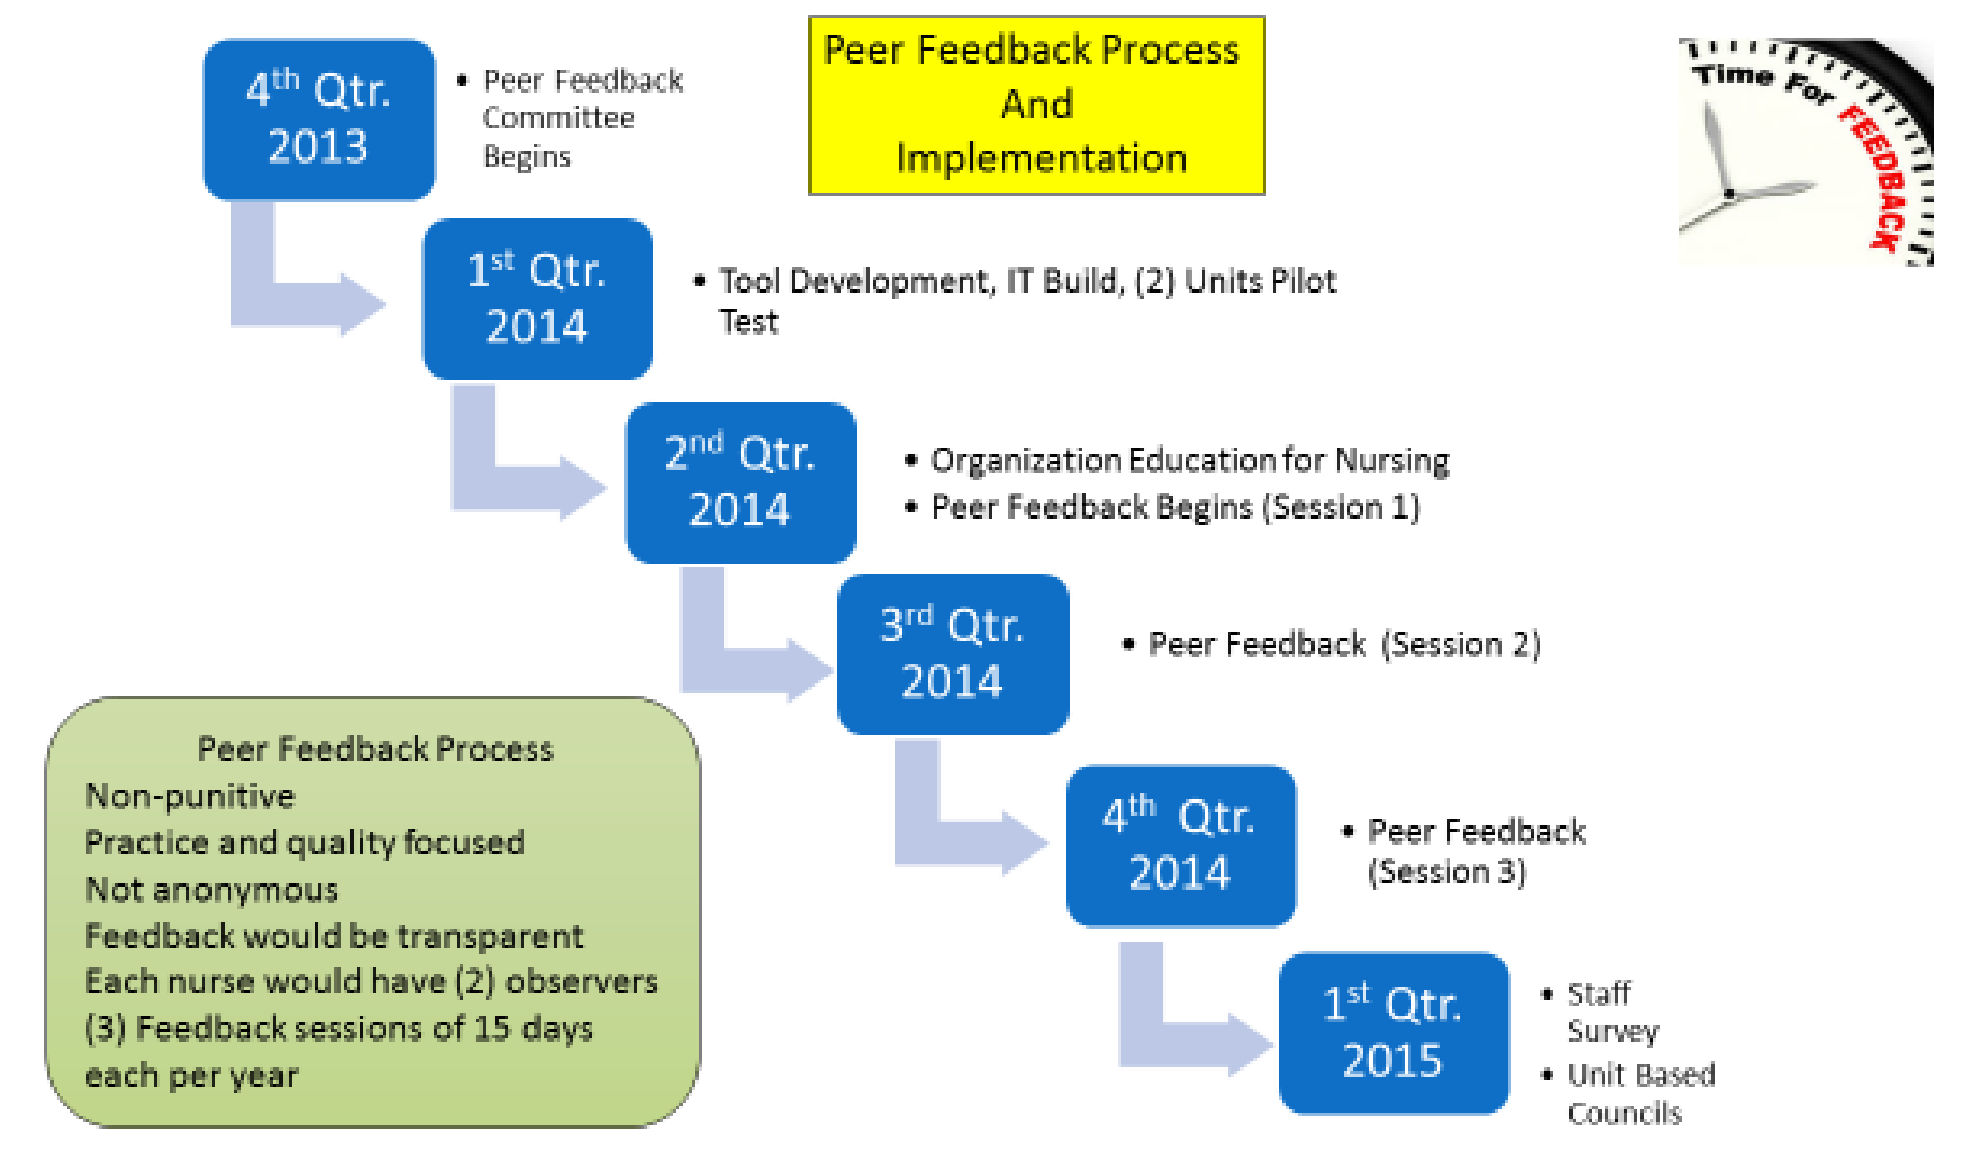 Peer Feedback Process
And
Implementation
Time For
FEEDBACK
4th Qtr.
2013
• Peer Feedback
Committee
Begins
1st Qtr.
2014
• Tool Development, IT Build, (2) Units Pilot
Test
2nd Qtr.
2014
• Organization Education for Nursing
• Peer Feedback Begins (Session 1)
3rd Qtr.
2014
• Peer Feedback (Session 2)
4th Qtr.
2014
• Peer Feedback
(Session 3)
1st Qtr.
2015
• Staff
Survey
• Unit Based
Councils
Peer Feedback Process
Non-punitive
Practice and quality focused
Not anonymous
Feedback would be transparent
Each nurse would have (2) observers
(3) Feedback sessions of 15 days
each per year